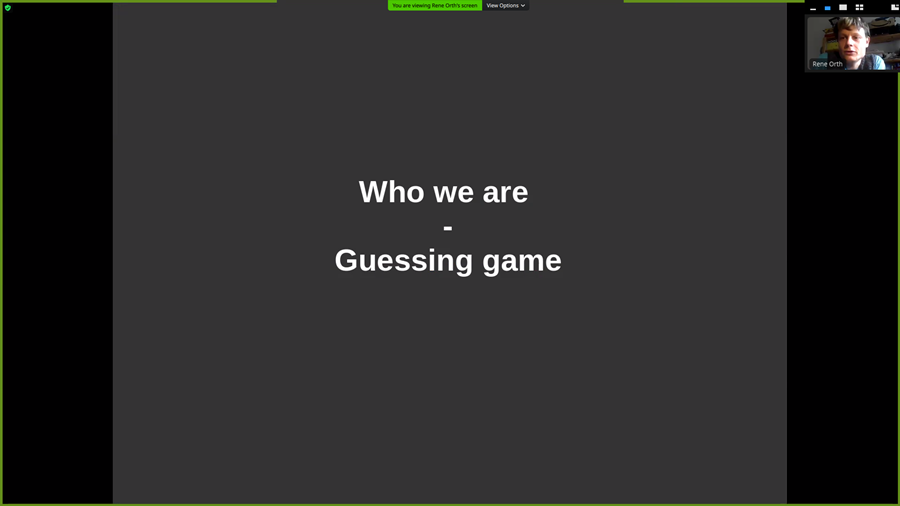 You are viewing Rene Orth's screen
View Options
Rene Orth
Who we are
-
Guessing game